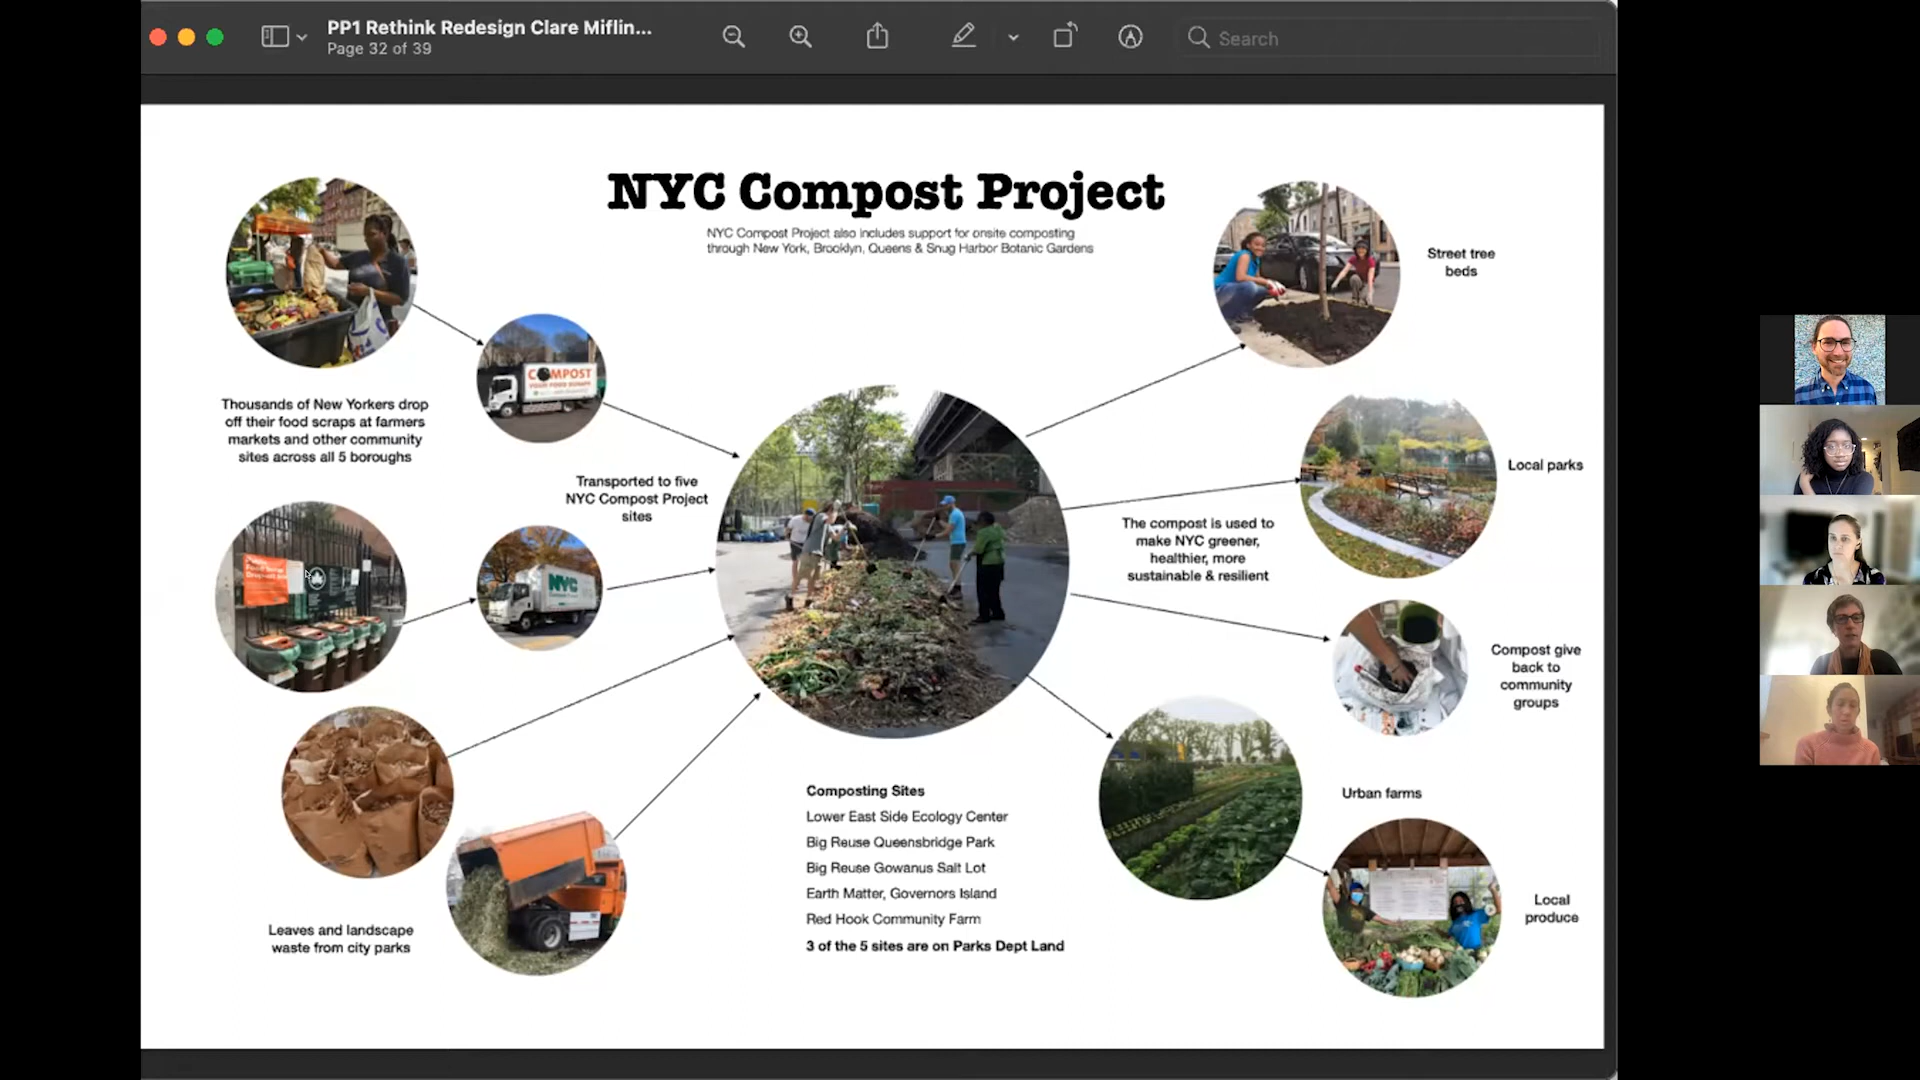 PP1 Rethink Redesign Clare Miflin...
Page 32 of 39
Search
NYC Compost Project
NYC Compost Project also includes support for onsite composting
through New York, Brooklyn, Queens & Snug Harbor Botanic Gardens
Thousands of New Yorkers drop
off their food scraps at farmers
markets and other community
sites across all 5 boroughs
COMPOST
YOUR FOOD SCRAPS
Transported to five
NYC Compost Project
sites
NYC
Leaves and landscape
waste from city parks
Composting Sites
Lower East Side Ecology Center
Big Reuse Queensbridge Park
Big Reuse Gowanus Salt Lot
Earth Matter, Governors Island
Red Hook Community Farm
3 of the 5 sites are on Parks Dept Land
The compost is used to
make NYC greener,
healthier, more
sustainable & resilient
Street tree
beds
Local parks
Compost give
back to
community
groups
Urban farms
Local
produce